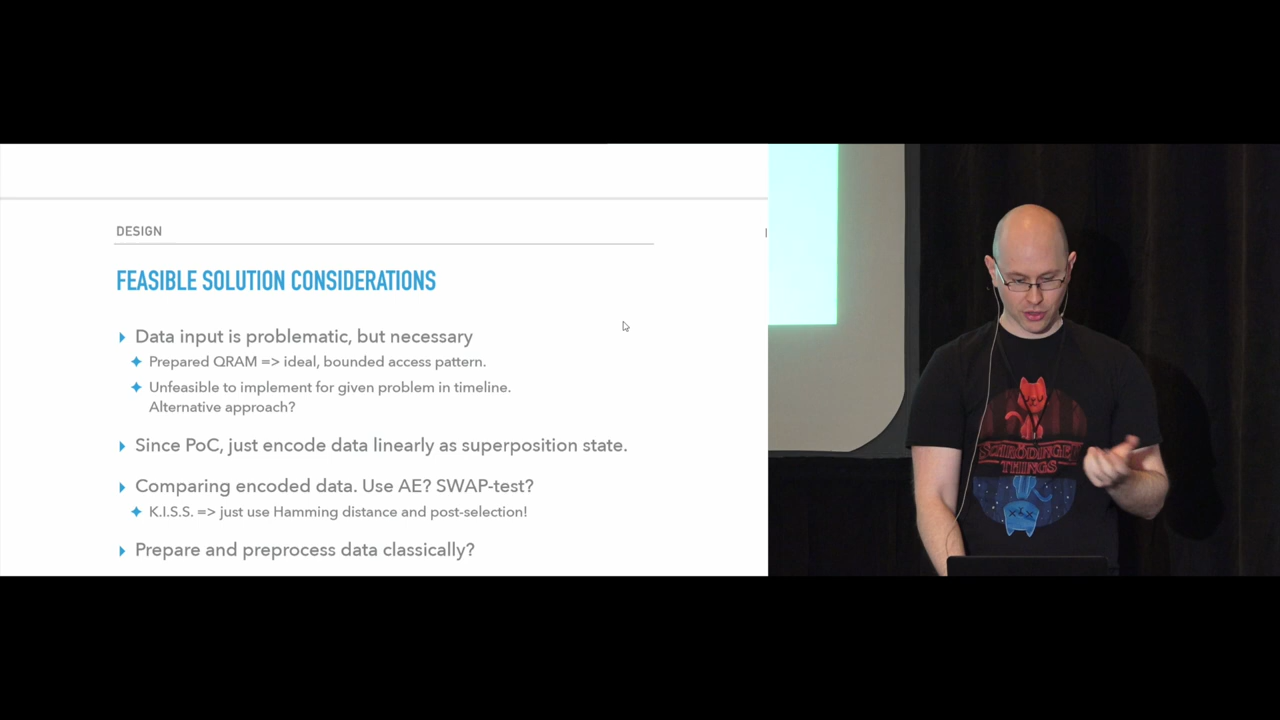 DESIGN
FEASIBLE SOLUTION CONSIDERATIONS
Data input is problematic, but necessary
Prepared QRAM => ideal, bounded access pattern.
Unfeasible to implement for given problem in timeline.
Alternative approach?
Since PoC, just encode data linearly as superposition state.
Comparing encoded data. Use AE? SWAP-test?
K.I.S.S. => just use Hamming distance and post-selection!
Prepare and preprocess data classically?
SCHRÖDINGER
THINGS